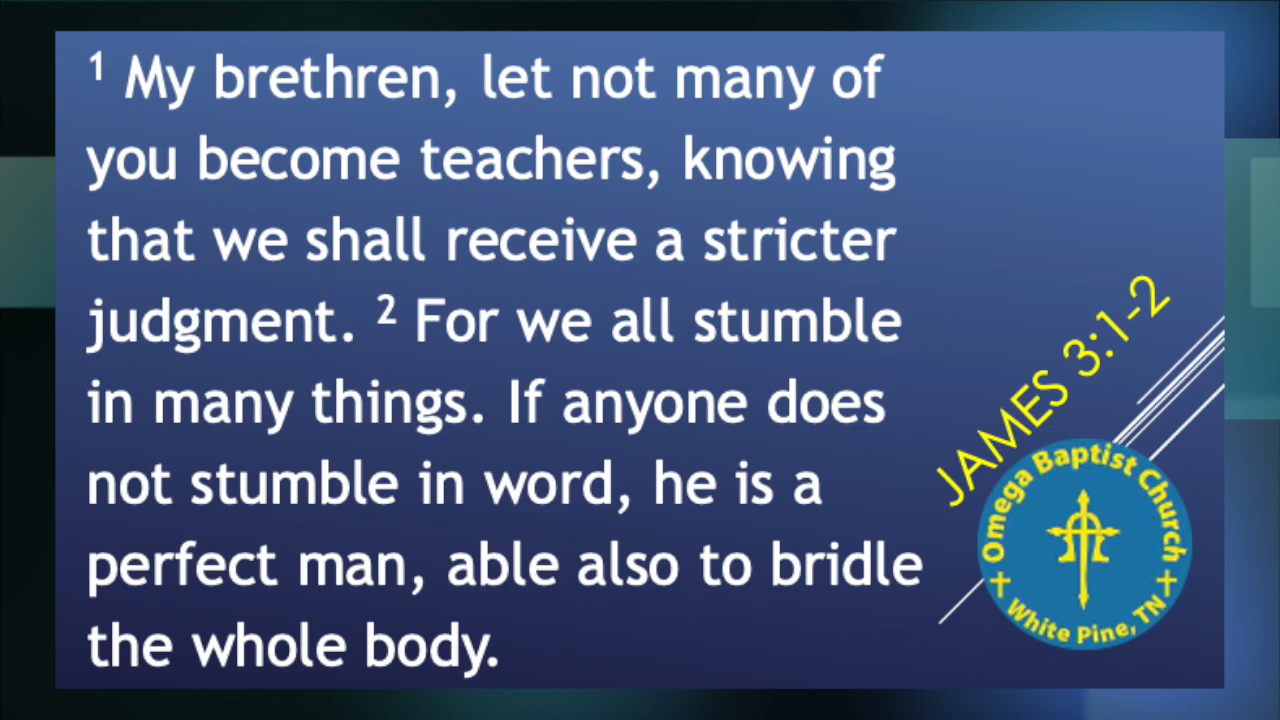 ¹ My brethren, let not many of
you become teachers, knowing
that we shall receive a stricter
judgment. ² For we all stumble
in many things. If anyone does
not stumble in word, he is a
perfect man, able also to bridle
the whole body.
JAMES 3:1-2
Omega Baptist Church
White Pine, TN